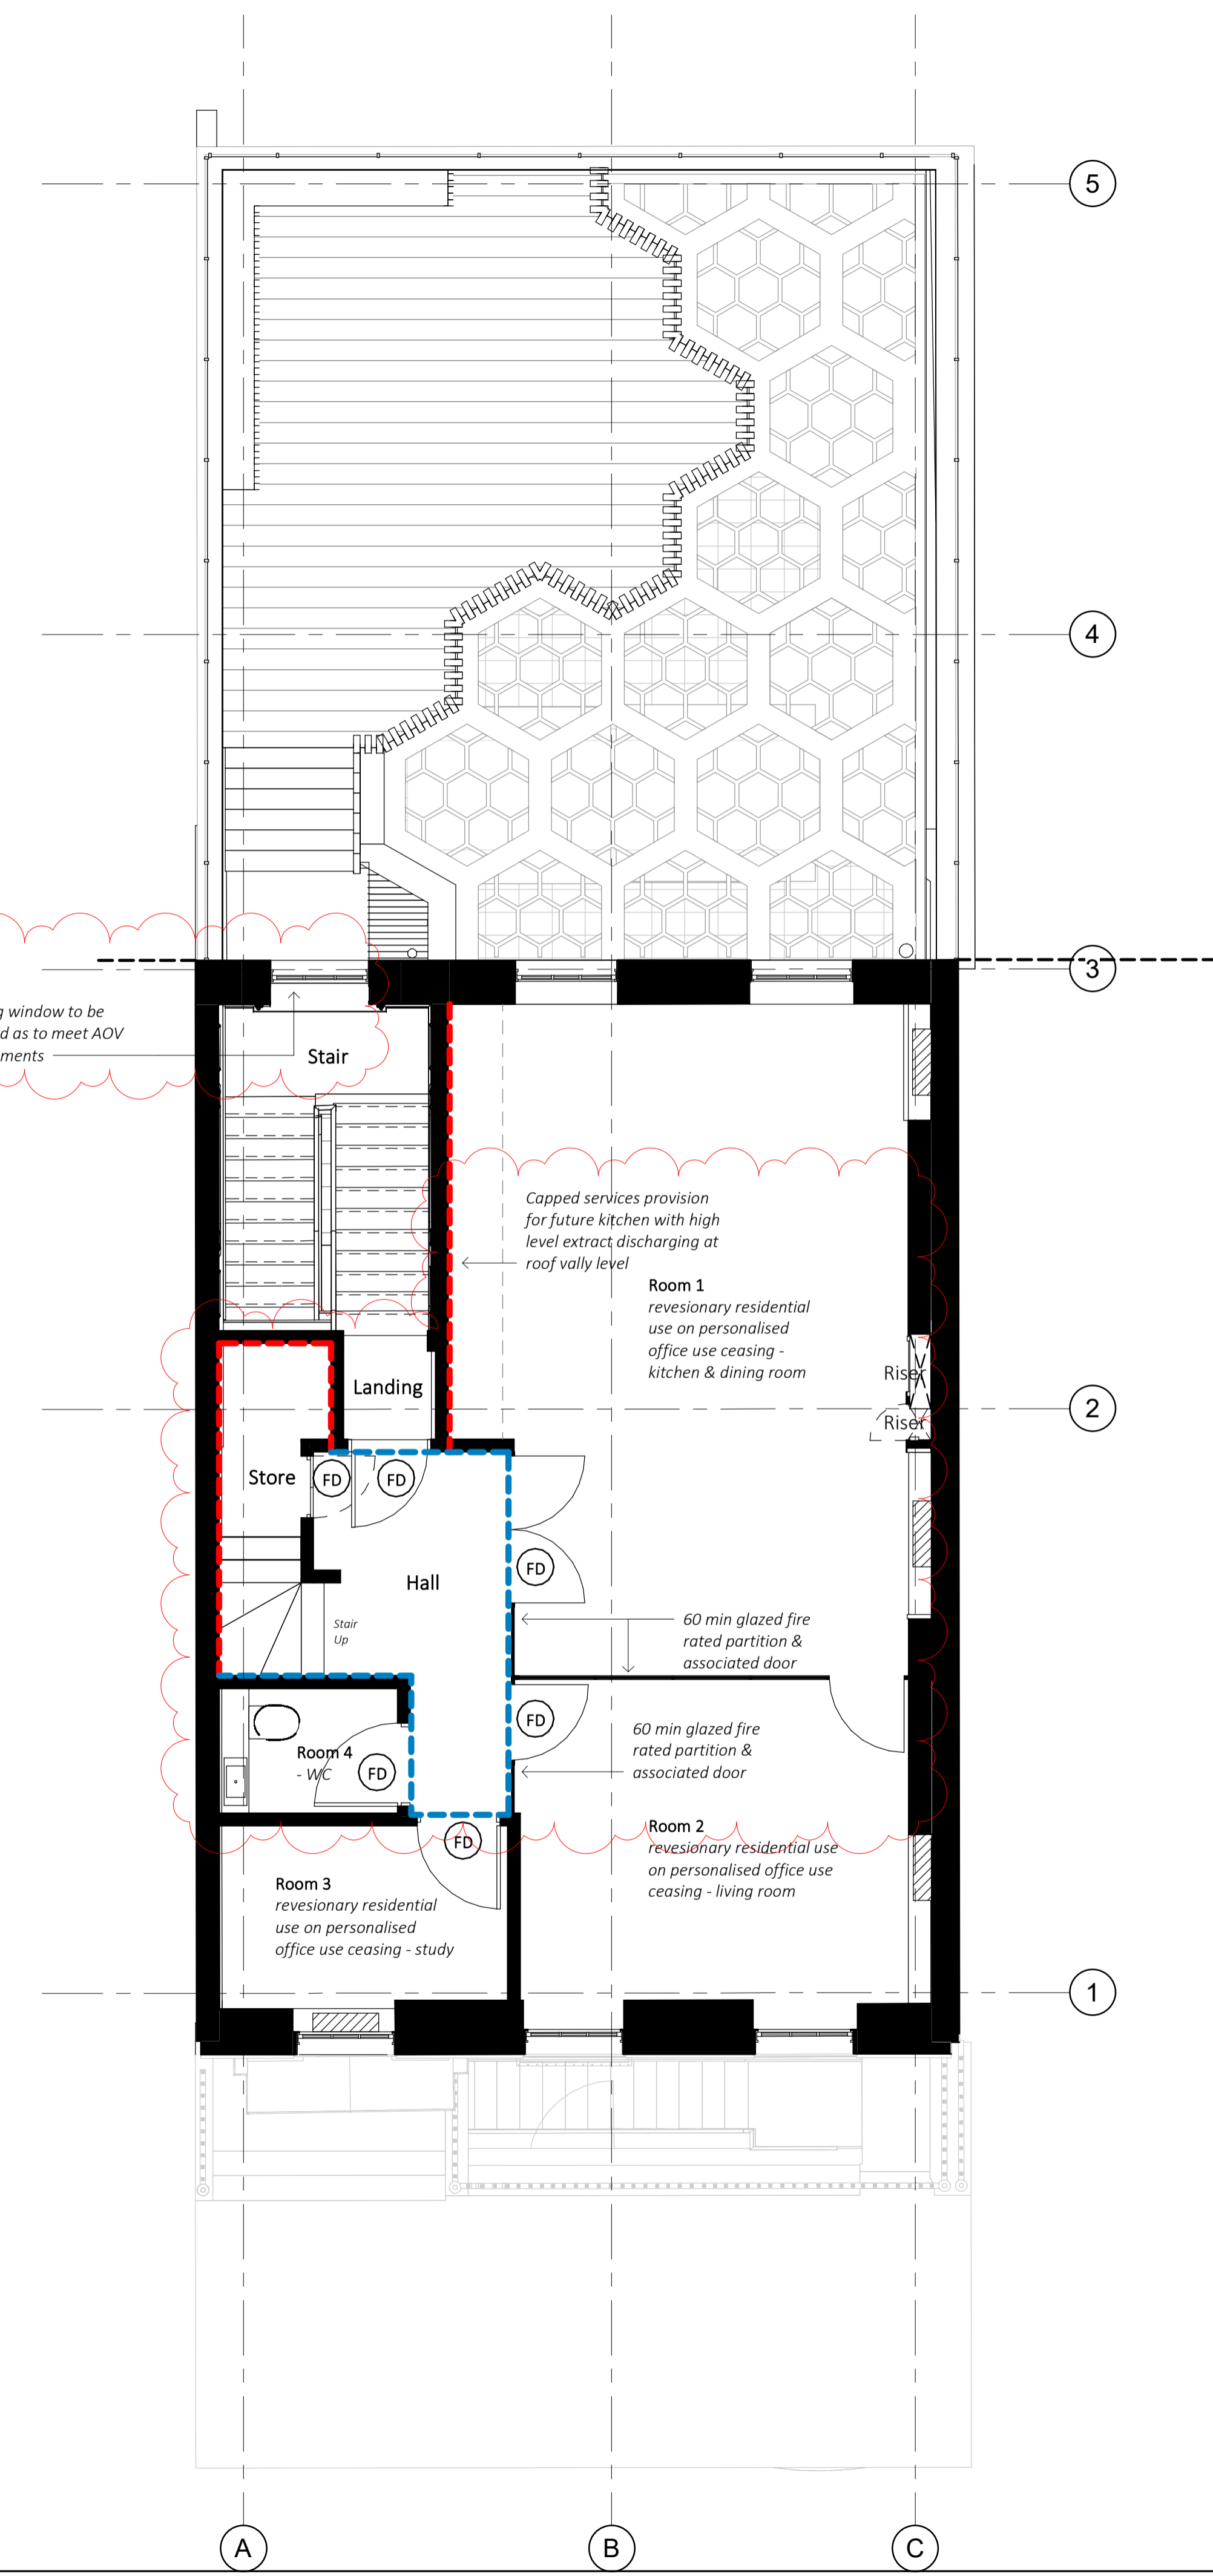 5
4
3
g window to be
d as to meet AOV
ments
Stair
Capped services provision
for future kitchen with high
level extract discharging at
roof vally level
Room 1
revesionary residential
use on personalised
office use ceasing -
kitchen & dining room
Riser
Landing
2
Riser
Store
FD
FD
FD
Hall
Stair
Up
60 min glazed fire
rated partition &
associated door
FD
60 min glazed fire
rated partition &
associated door
Room 4
- WC
FD
Room 2
revesionary residential use
on personalised office use
ceasing - living room
FD
Room 3
revesionary residential
use on personalised
office use ceasing - study
1
A
B
C